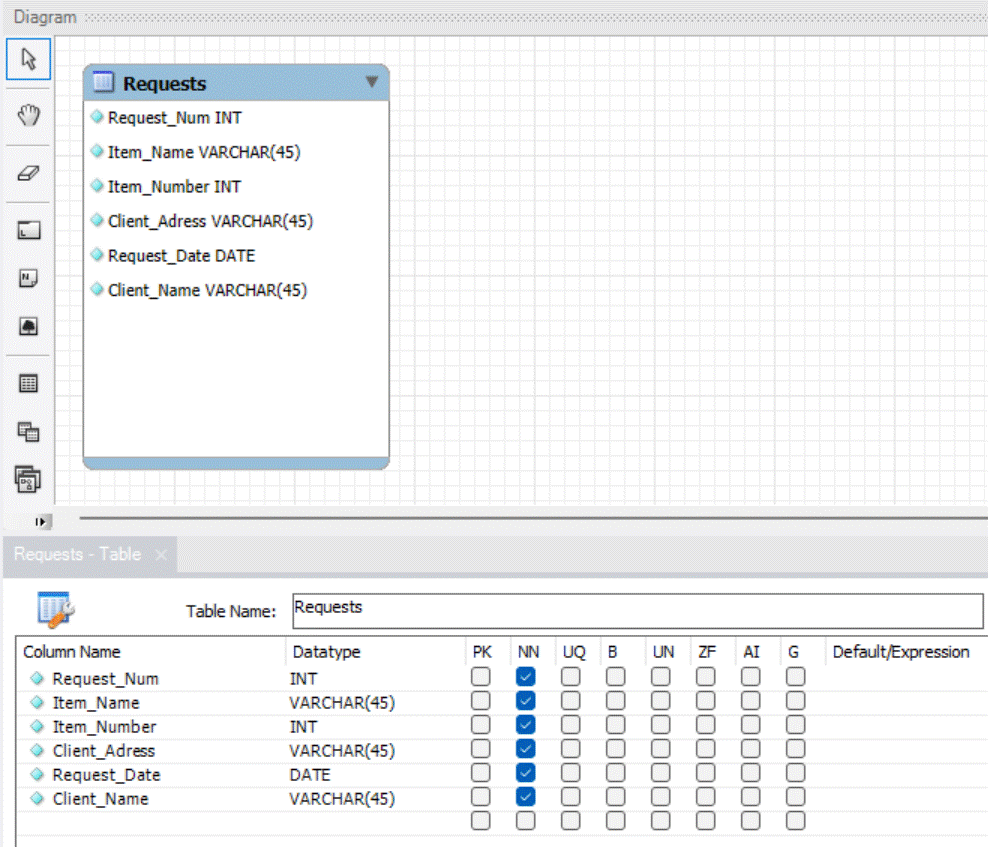 Diagram
Requests
Request_Num INT
Item_Name VARCHAR(45)
Item_Number INT
Client_Adress VARCHAR(45)
Request_Date DATE
Client_Name VARCHAR(45)
Requests - Table ×
Table Name: Requests
Column Name Datatype PK NN UQ B UN ZF AI G Default/Expression
Request_Num INT
Item_Name VARCHAR(45)
Item_Number INT
Client_Adress VARCHAR(45)
Request_Date DATE
Client_Name VARCHAR(45)